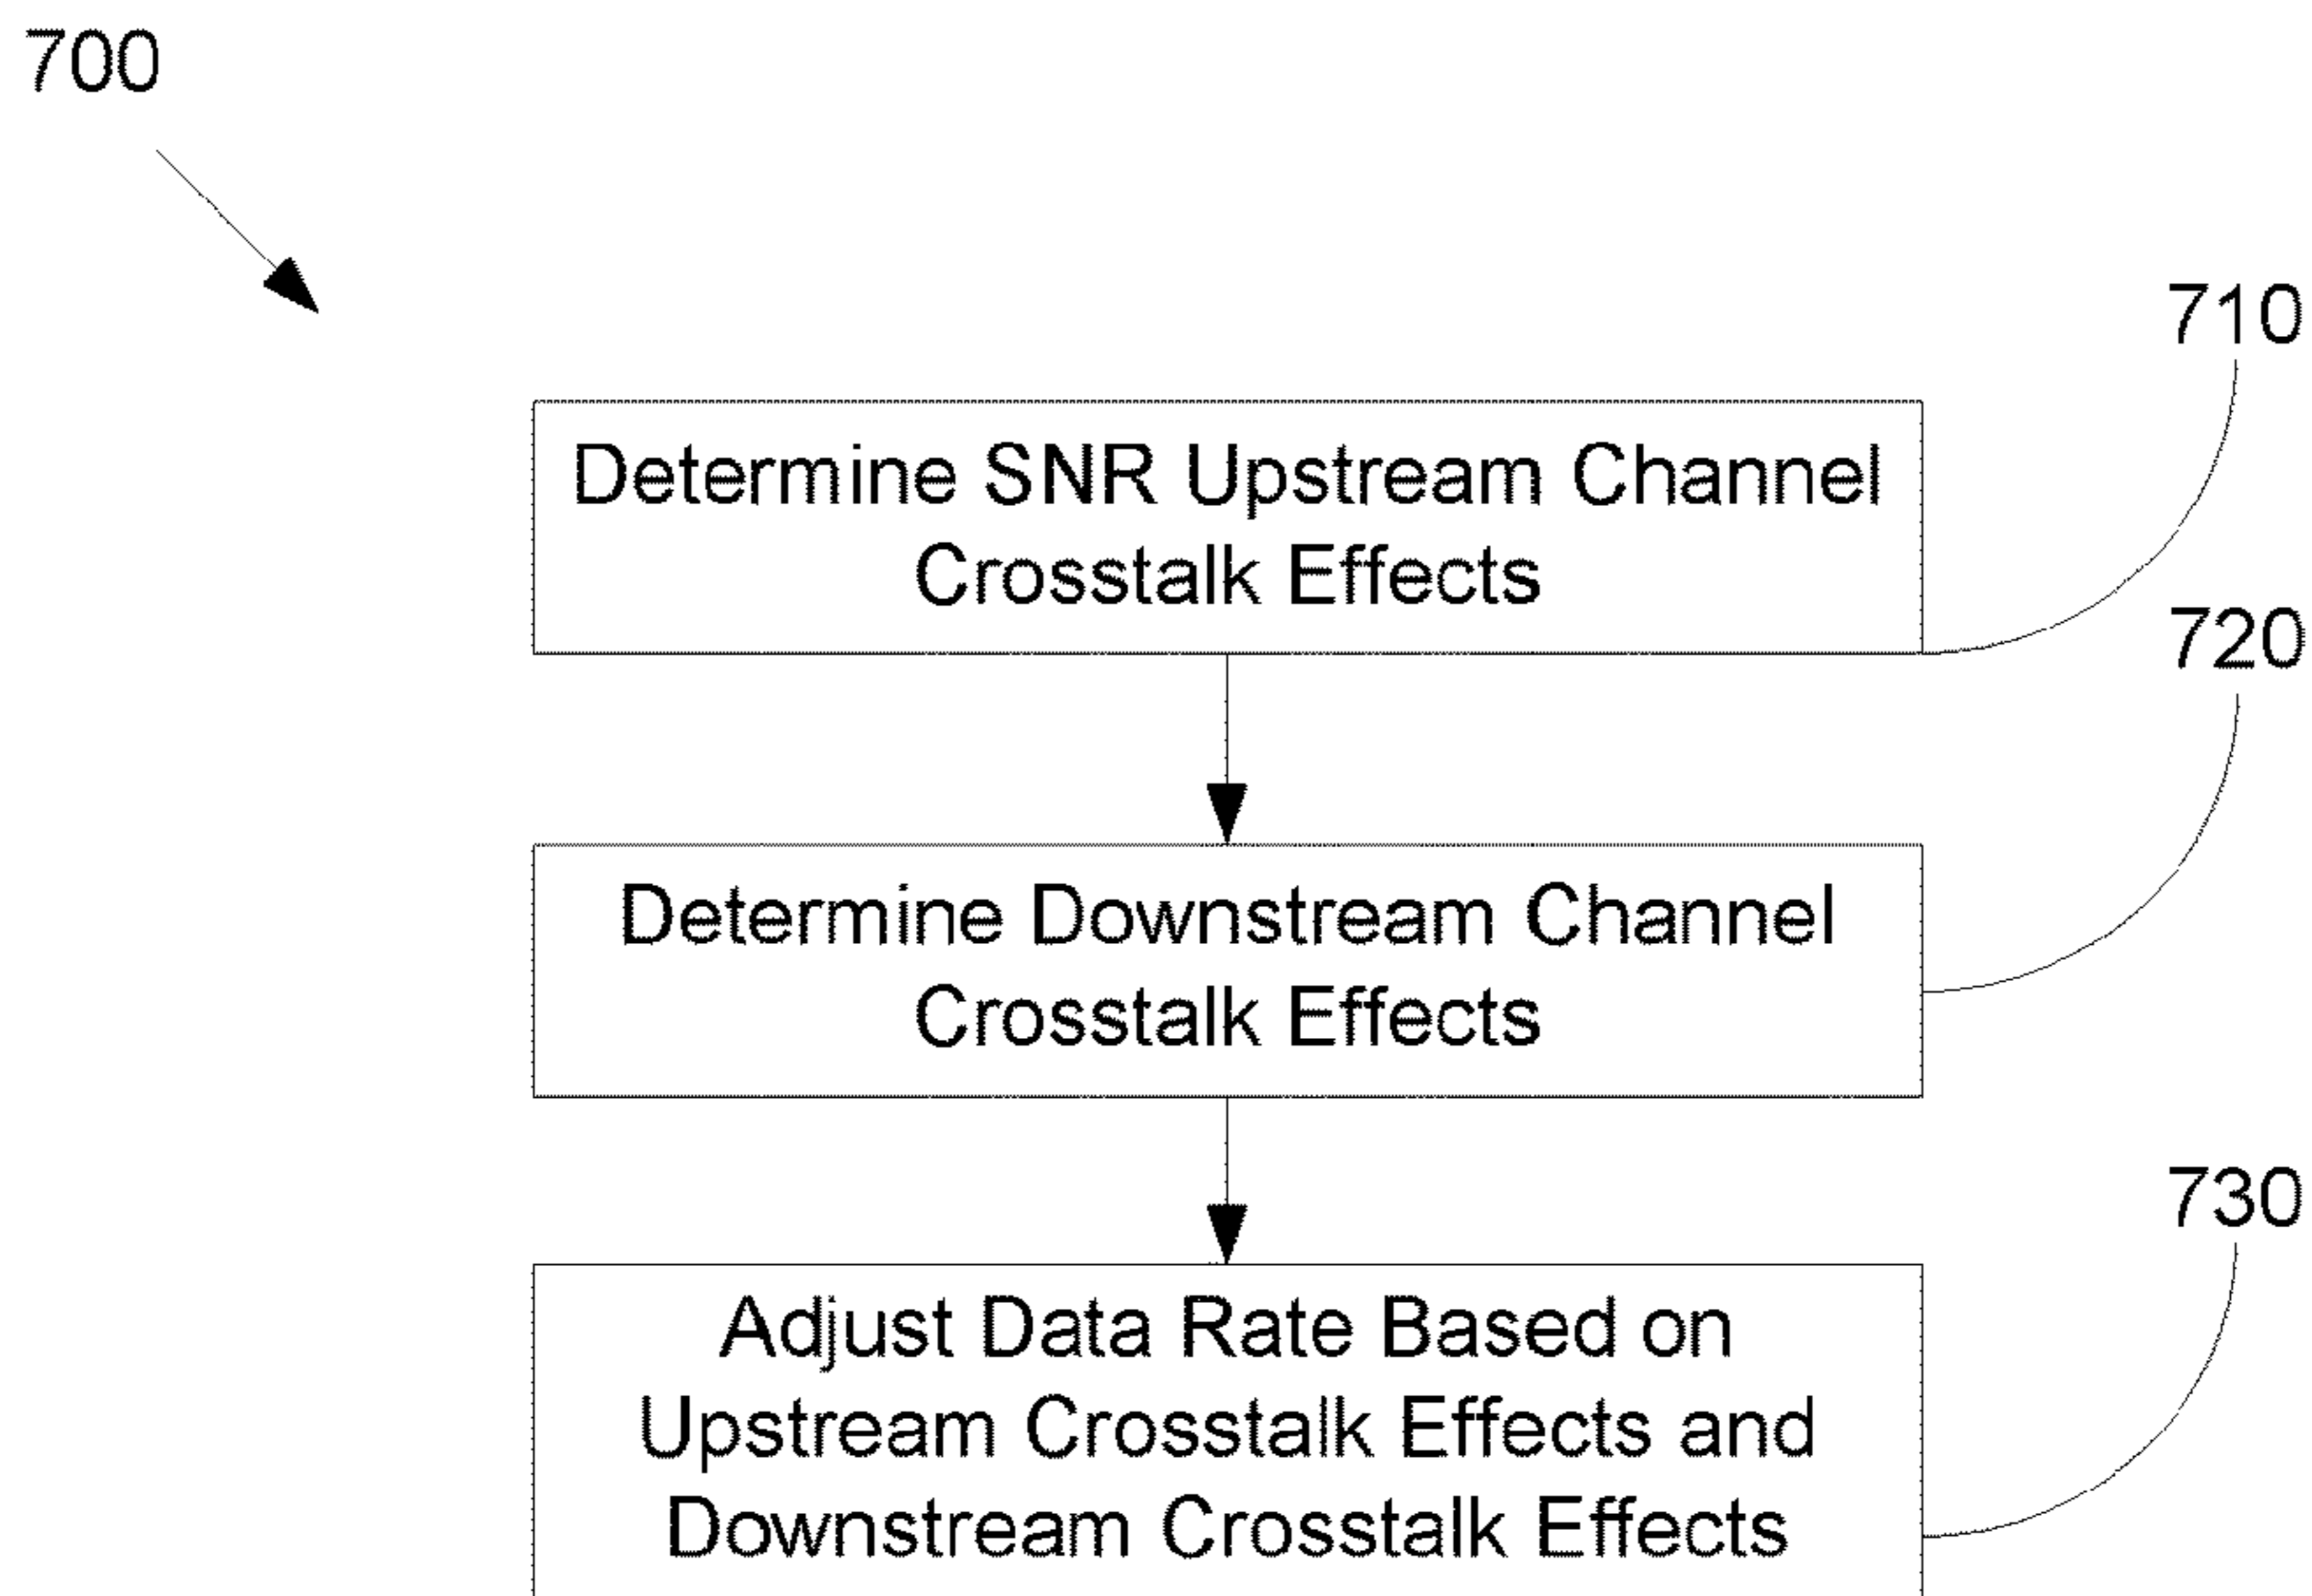 700
710
Determine SNR Upstream Channel
Crosstalk Effects
720
Determine Downstream Channel
Crosstalk Effects
730
Adjust Data Rate Based on
Upstream Crosstalk Effects and
Downstream Crosstalk Effects